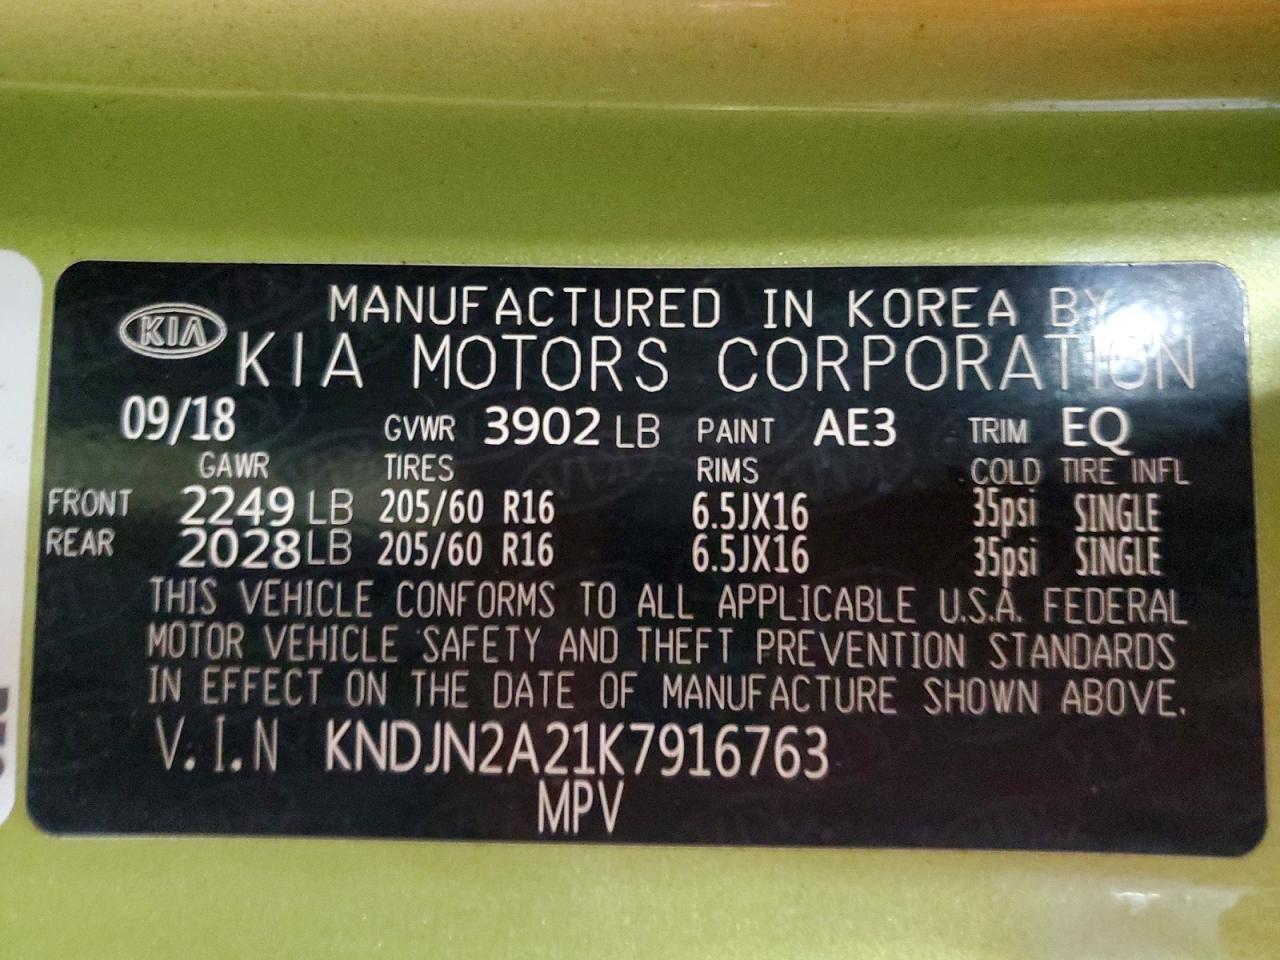 MANUFACTURED IN KOREA BY
KIA KIA MOTORS CORPORATION
09/18 GVWR 3902 LB PAINT AE3 TRIM EQ
GAWR TIRES RIMS COLD TIRE INFL
FRONT 2249 LB 205/60 R16 6.5JX16 35psi SINGLE
REAR 2028 LB 205/60 R16 6.5JX16 35psi SINGLE
THIS VEHICLE CONFORMS TO ALL APPLICABLE U.S.A. FEDERAL
MOTOR VEHICLE SAFETY AND THEFT PREVENTION STANDARDS
IN EFFECT ON THE DATE OF MANUFACTURE SHOWN ABOVE.
V.I.N KNDJN2A21K7916763
MPV